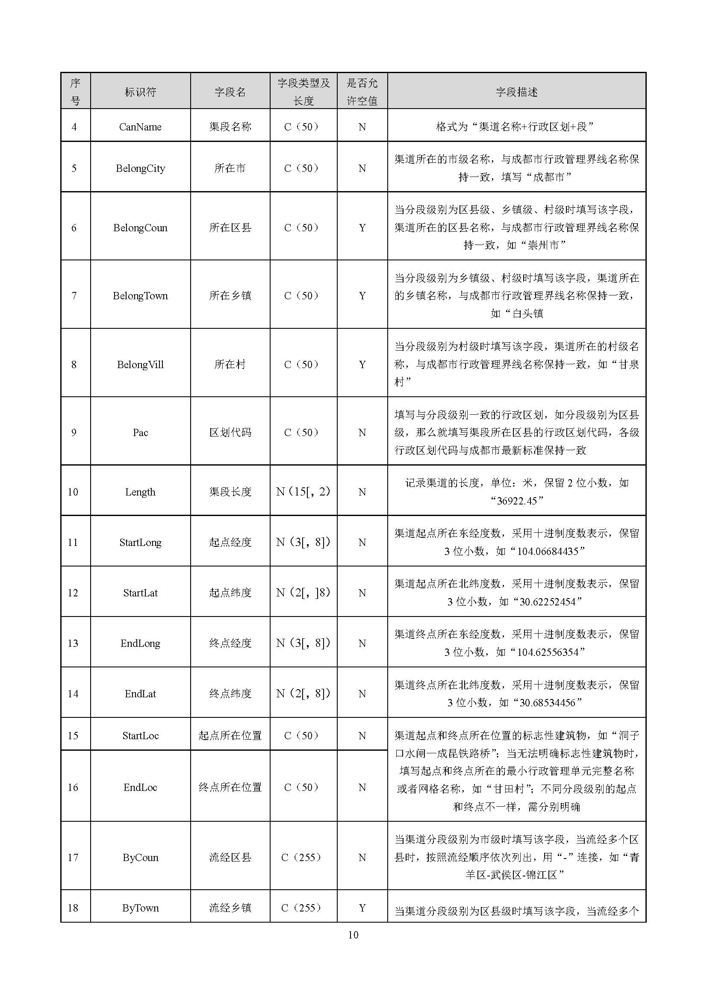 序号 标识符 字段名 字段类型及长度 是否允许空值 字段描述
4 CanName 渠段名称 C（50） N 格式为“渠道名称+行政区划+段”
5 BelongCity 所在市 C（50） N 渠道所在的市级名称，与成都市行政管理界线名称保
持一致，填写“成都市”
6 BelongCoun 所在区县 C（50） Y 当分段级别为区县级、乡镇级、村级时填写该字段，
渠道所在的区县名称，与成都市行政管理界线名称保
持一致，如“崇州市”
7 BelongTown 所在乡镇 C（50） Y 当分段级别为乡镇级、村级时填写该字段，渠道所在
的乡镇名称，与成都市行政管理界线名称保持一致，
如“白头镇
8 BelongVill 所在村 C（50） Y 当分段级别为村级时填写该字段，渠道所在的村级名
称，与成都市行政管理界线名称保持一致，如“甘泉
村”
9 Pac 区划代码 C（50） N 填写与分段级别一致的行政区划，如分段级别为区县
级，那么就填写渠段所在区县的行政区划代码，各级
行政区划代码与成都市最新标准保持一致
10 Length 渠段长度 N（15[，2） N 记录渠道的长度，单位：米，保留 2 位小数，如
“36922.45”
11 StartLong 起点经度 N（3[，8]） N 渠道起点所在东经度数，采用十进制度数表示，保留
3 位小数，如“104.06684435”
12 StartLat 起点纬度 N（2[，]8） N 渠道起点所在北纬度数，采用十进制度数表示，保留
3 位小数，如“30.62252454”
13 EndLong 终点经度 N（3[，8]） N 渠道终点所在东经度数，采用十进制度数表示，保留
3 位小数，如“104.62556354”
14 EndLat 终点纬度 N（2[，8]） N 渠道终点所在北纬度数，采用十进制度数表示，保留
3 位小数，如“30.68534456”
15 StartLoc 起点所在位置 C（50） N 渠道起点和终点所在位置的标志性建筑物，如“洞子
口水闸—成昆铁路桥”；当无法明确标志性建筑物时，
填写起点和终点所在的最小行政管理单元完整名称
16 EndLoc 终点所在位置 C（50） N 或者网格名称，如“甘田村”；不同分段级别的起点
和终点不一样，需分别明确
17 ByCoun 流经区县 C（255） N 当渠道分段级别为市级时填写该字段，当流经多个区
县时，按照流经顺序依次列出，用“-”连接，如“青
羊区-武侯区-锦江区”
18 ByTown 流经乡镇 C（255） Y 当渠道分段级别为区县级时填写该字段，当流经多个
10